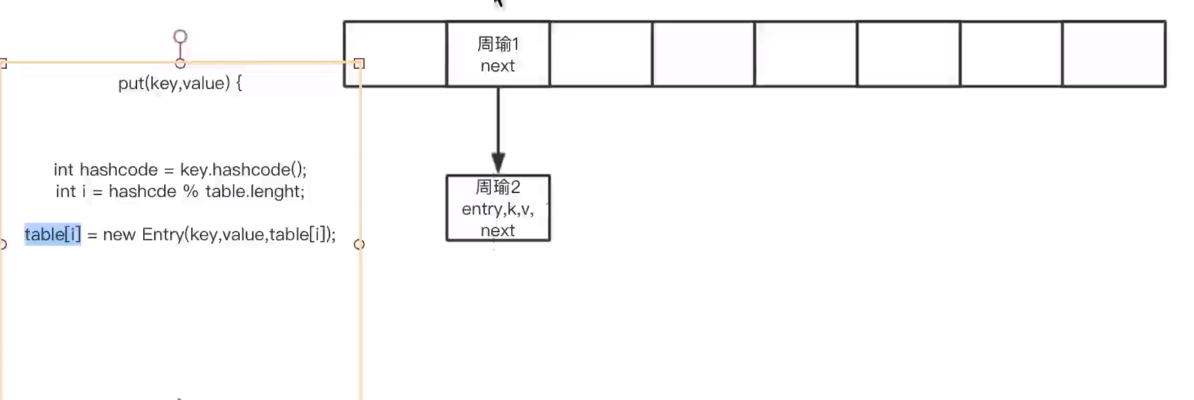 周瑜1
next
put(key,value) {
int hashcode = key.hashcode();
int i = hashcde % table.lenght;
table[i] = new Entry(key,value,table[i]);
周瑜2
entry,k,v,
next